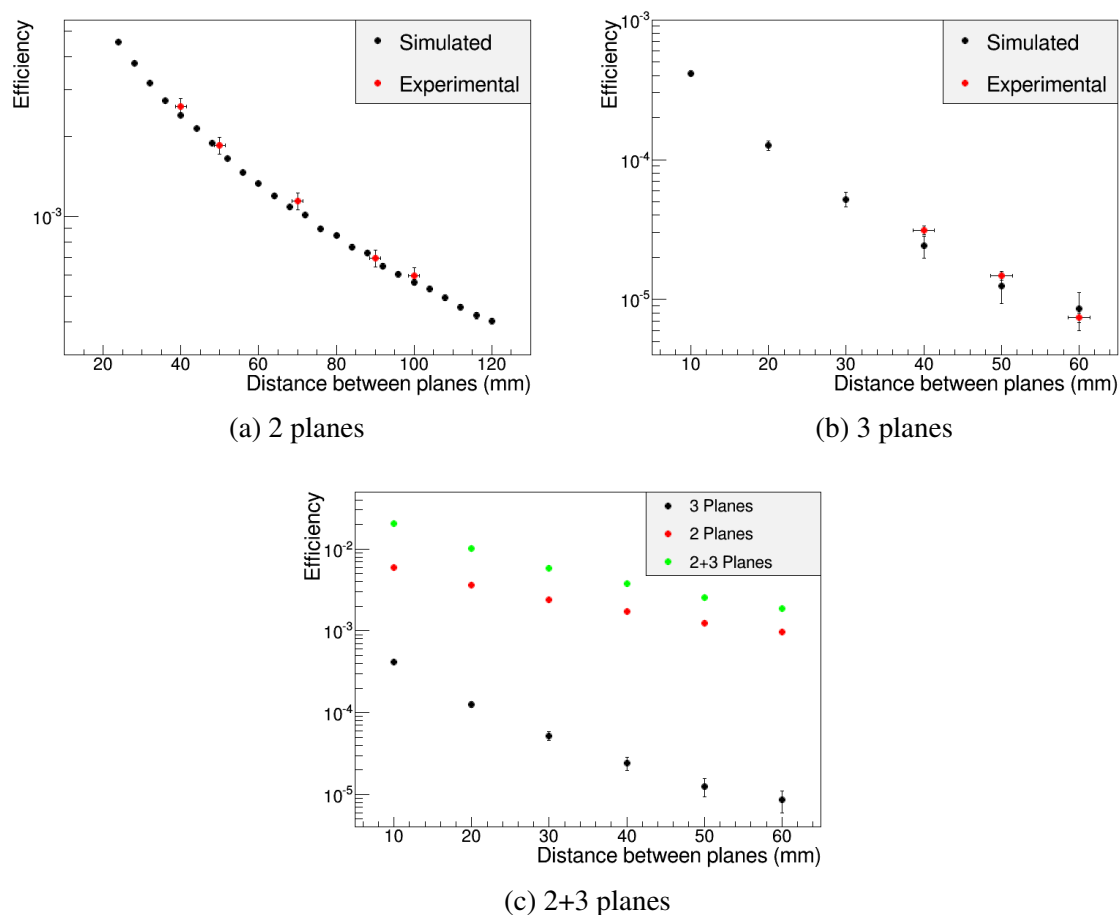 Efficiency
Simulated
Experimental
10^-3
20 40 60 80 100 120
Distance between planes (mm)
(a) 2 planes
Efficiency
10^-3
Simulated
Experimental
10^-4
10^-5
10 20 30 40 50 60
Distance between planes (mm)
(b) 3 planes
Efficiency
3 Planes
2 Planes
2+3 Planes
10^-2
10^-3
10^-4
10^-5
10 20 30 40 50 60
Distance between planes (mm)
(c) 2+3 planes